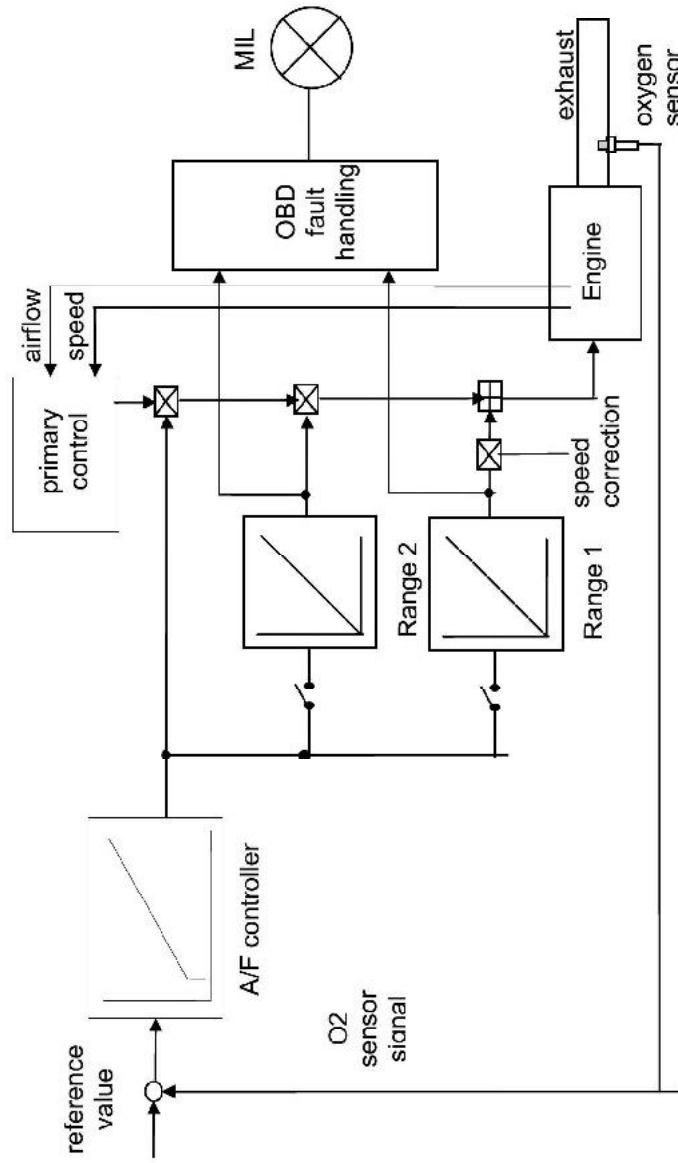 reference
value
A/F controller
O2
sensor
signal
primary
control
airflow
speed
Range 2
Range 1
speed
correction
OBD
fault
handling
MIL
Engine
exhaust
oxygen
sensor